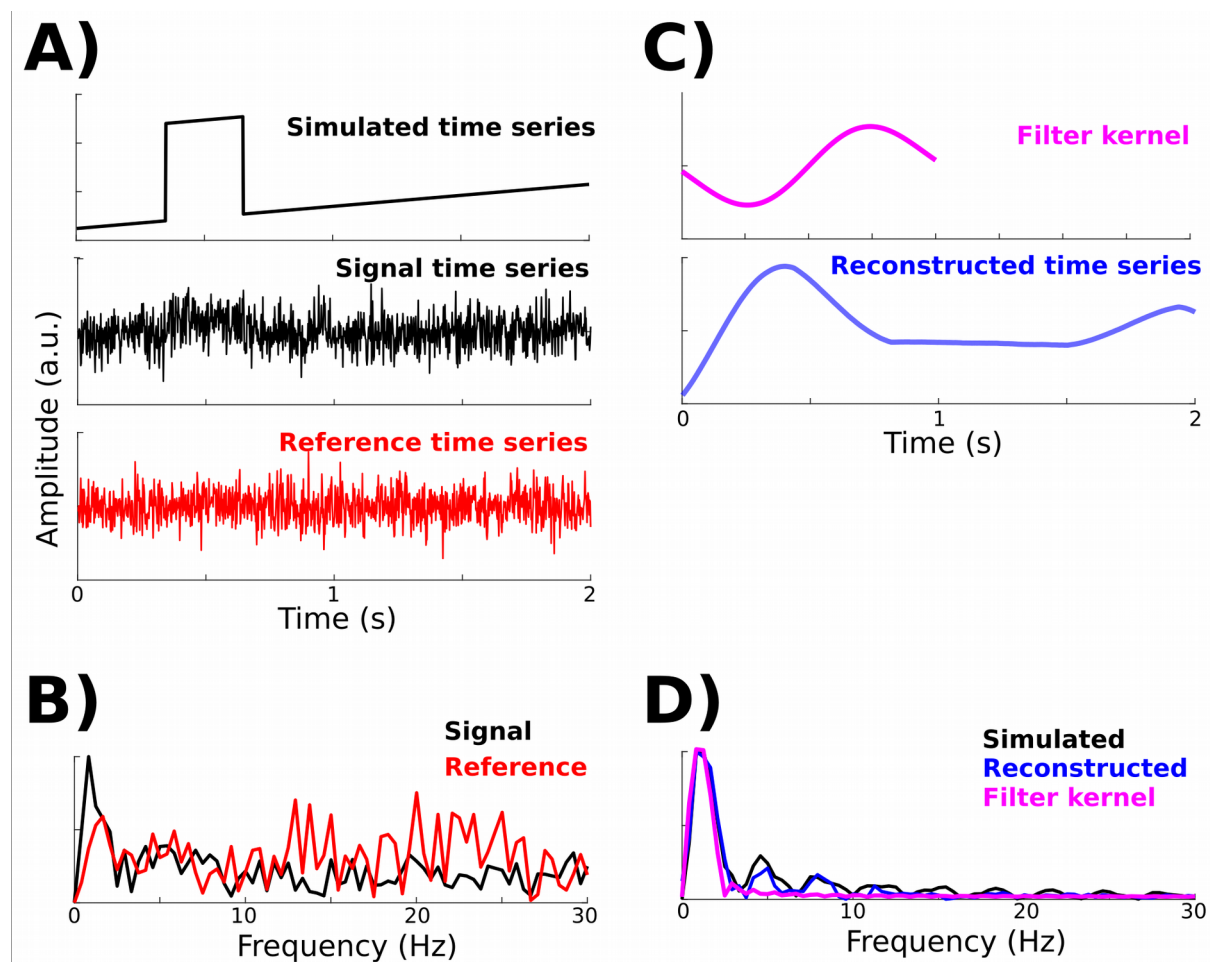 A)
Simulated time series
Signal time series
Reference time series
Amplitude (a.u.)
0 1 2
Time (s)
C)
Filter kernel
Reconstructed time series
0 1 2
Time (s)
B)
Signal
Reference
0 10 20 30
Frequency (Hz)
D)
Simulated
Reconstructed
Filter kernel
0 10 20 30
Frequency (Hz)